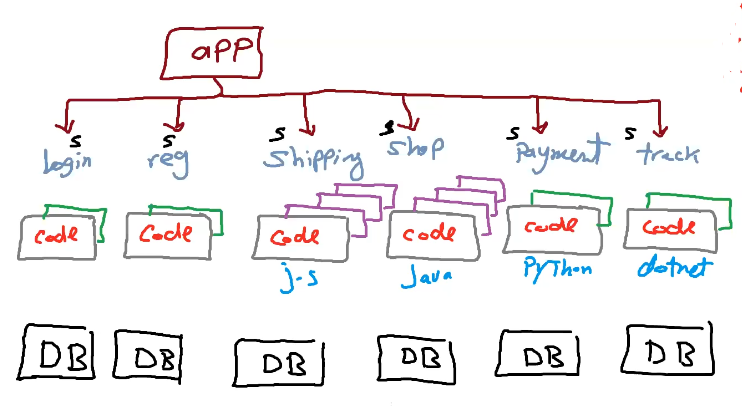 app
s s s s s s
login reg shipping shop payment track
code code code code code code
j-s Java Python dotnet
DB DB DB DB DB DB